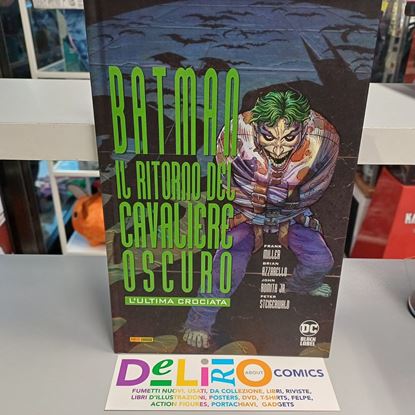 BATMAN
IL RITORNO DEL
CAVALIERE
OSCURO
L'ULTIMA CROCIATA
FRANK
MILLER
BRIAN
AZZARELLO
JOHN
ROMITA JR.
PETER
STEIGERWALD
DC
BLACK
LABEL
DELIRIO ABOUT COMICS
FUMETTI NUOVI, USATI, DA COLLEZIONE, LIBRI, RIVISTE,
LIBRI D'ILLUSTRAZIONI, POSTERS, DVD, T-SHIRTS, FELPE,
ACTION FIGURES, PORTACHIAVI, GADGETS